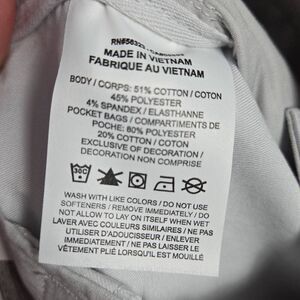 MADE IN VIETNAM
FABRIQUE AU VIETNAM
BODY / CORPS: 51% COTTON / COTON
45% POLYESTER
4% SPANDEX / ELASTHANNE
POCKET BAGS / COMPARTIMENTS DE
POCHE: 80% POLYESTER
20% COTTON / COTON
EXCLUSIVE OF DECORATION /
DECORATION NON COMPRISE
30C
WASH WITH LIKE COLORS / DO NOT USE
SOFTENERS / REMOVE IMMEDIATELY / DO
NOT ALLOW TO LAY ON ITSELF WHEN WET
LAVER AVEC COULEURS SIMILAIRES / NE PAS
UTILISER D'ADOUCISSEUR / ENLEVER
IMMÉDIATEMENT / NE PAS LAISSER LE
VÊTEMENT PLIÉ LORSQU'IL EST MOUILLÉ